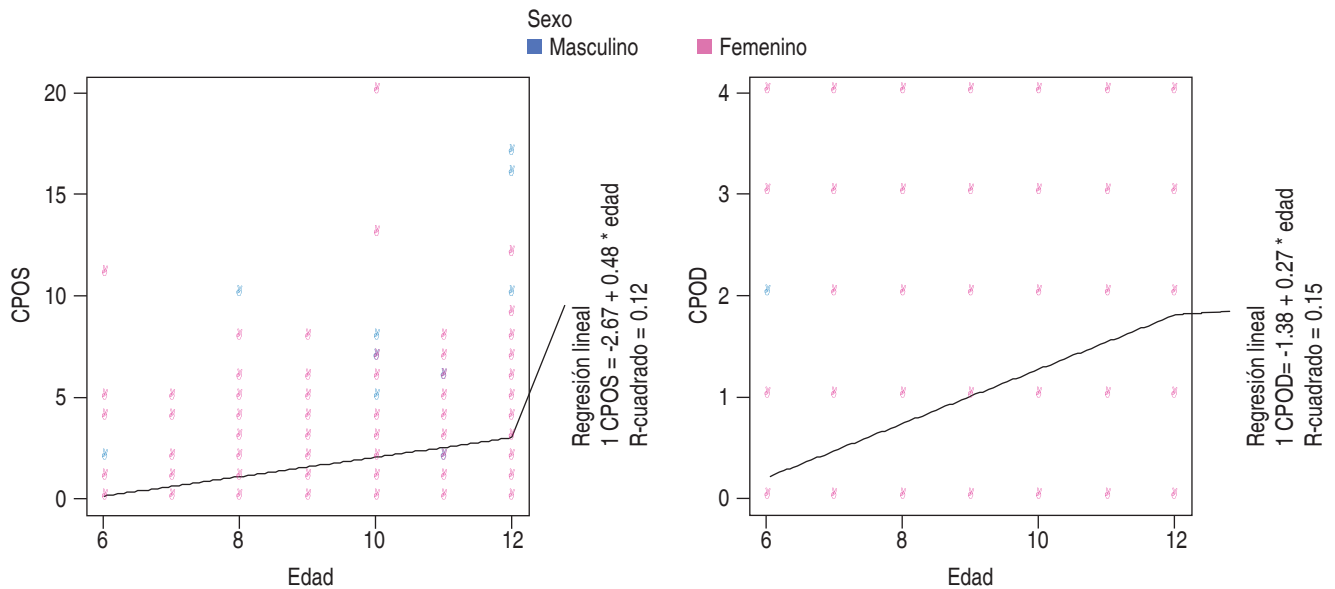 Sexo
Masculino
Femenino
20
15
10
5
0
CPOS
6
8
10
12
Edad
Regresión lineal
1 CPOS = -2.67 + 0.48 * edad
R-cuadrado = 0.12
4
3
2
1
0
CPOD
6
8
10
12
Edad
Regresión lineal
1 CPOD= -1.38 + 0.27 * edad
R-cuadrado = 0.15